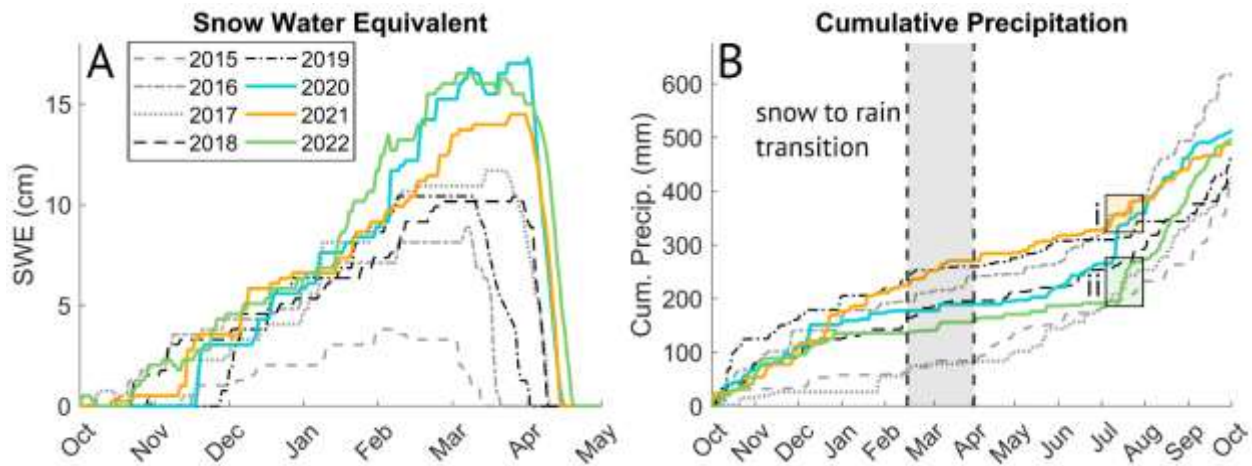 Snow Water Equivalent
A
2015
2016
2017
2018
2019
2020
2021
2022
SWE (cm)
15
10
5
0
Oct
Nov
Dec
Jan
Feb
Mar
Apr
May
Cumulative Precipitation
B
snow to rain
transition
i
ii
Cum. Precip. (mm)
600
500
400
300
200
100
0
Oct
Nov
Dec
Jan
Feb
Mar
Apr
May
Jun
Jul
Aug
Sep
Oct